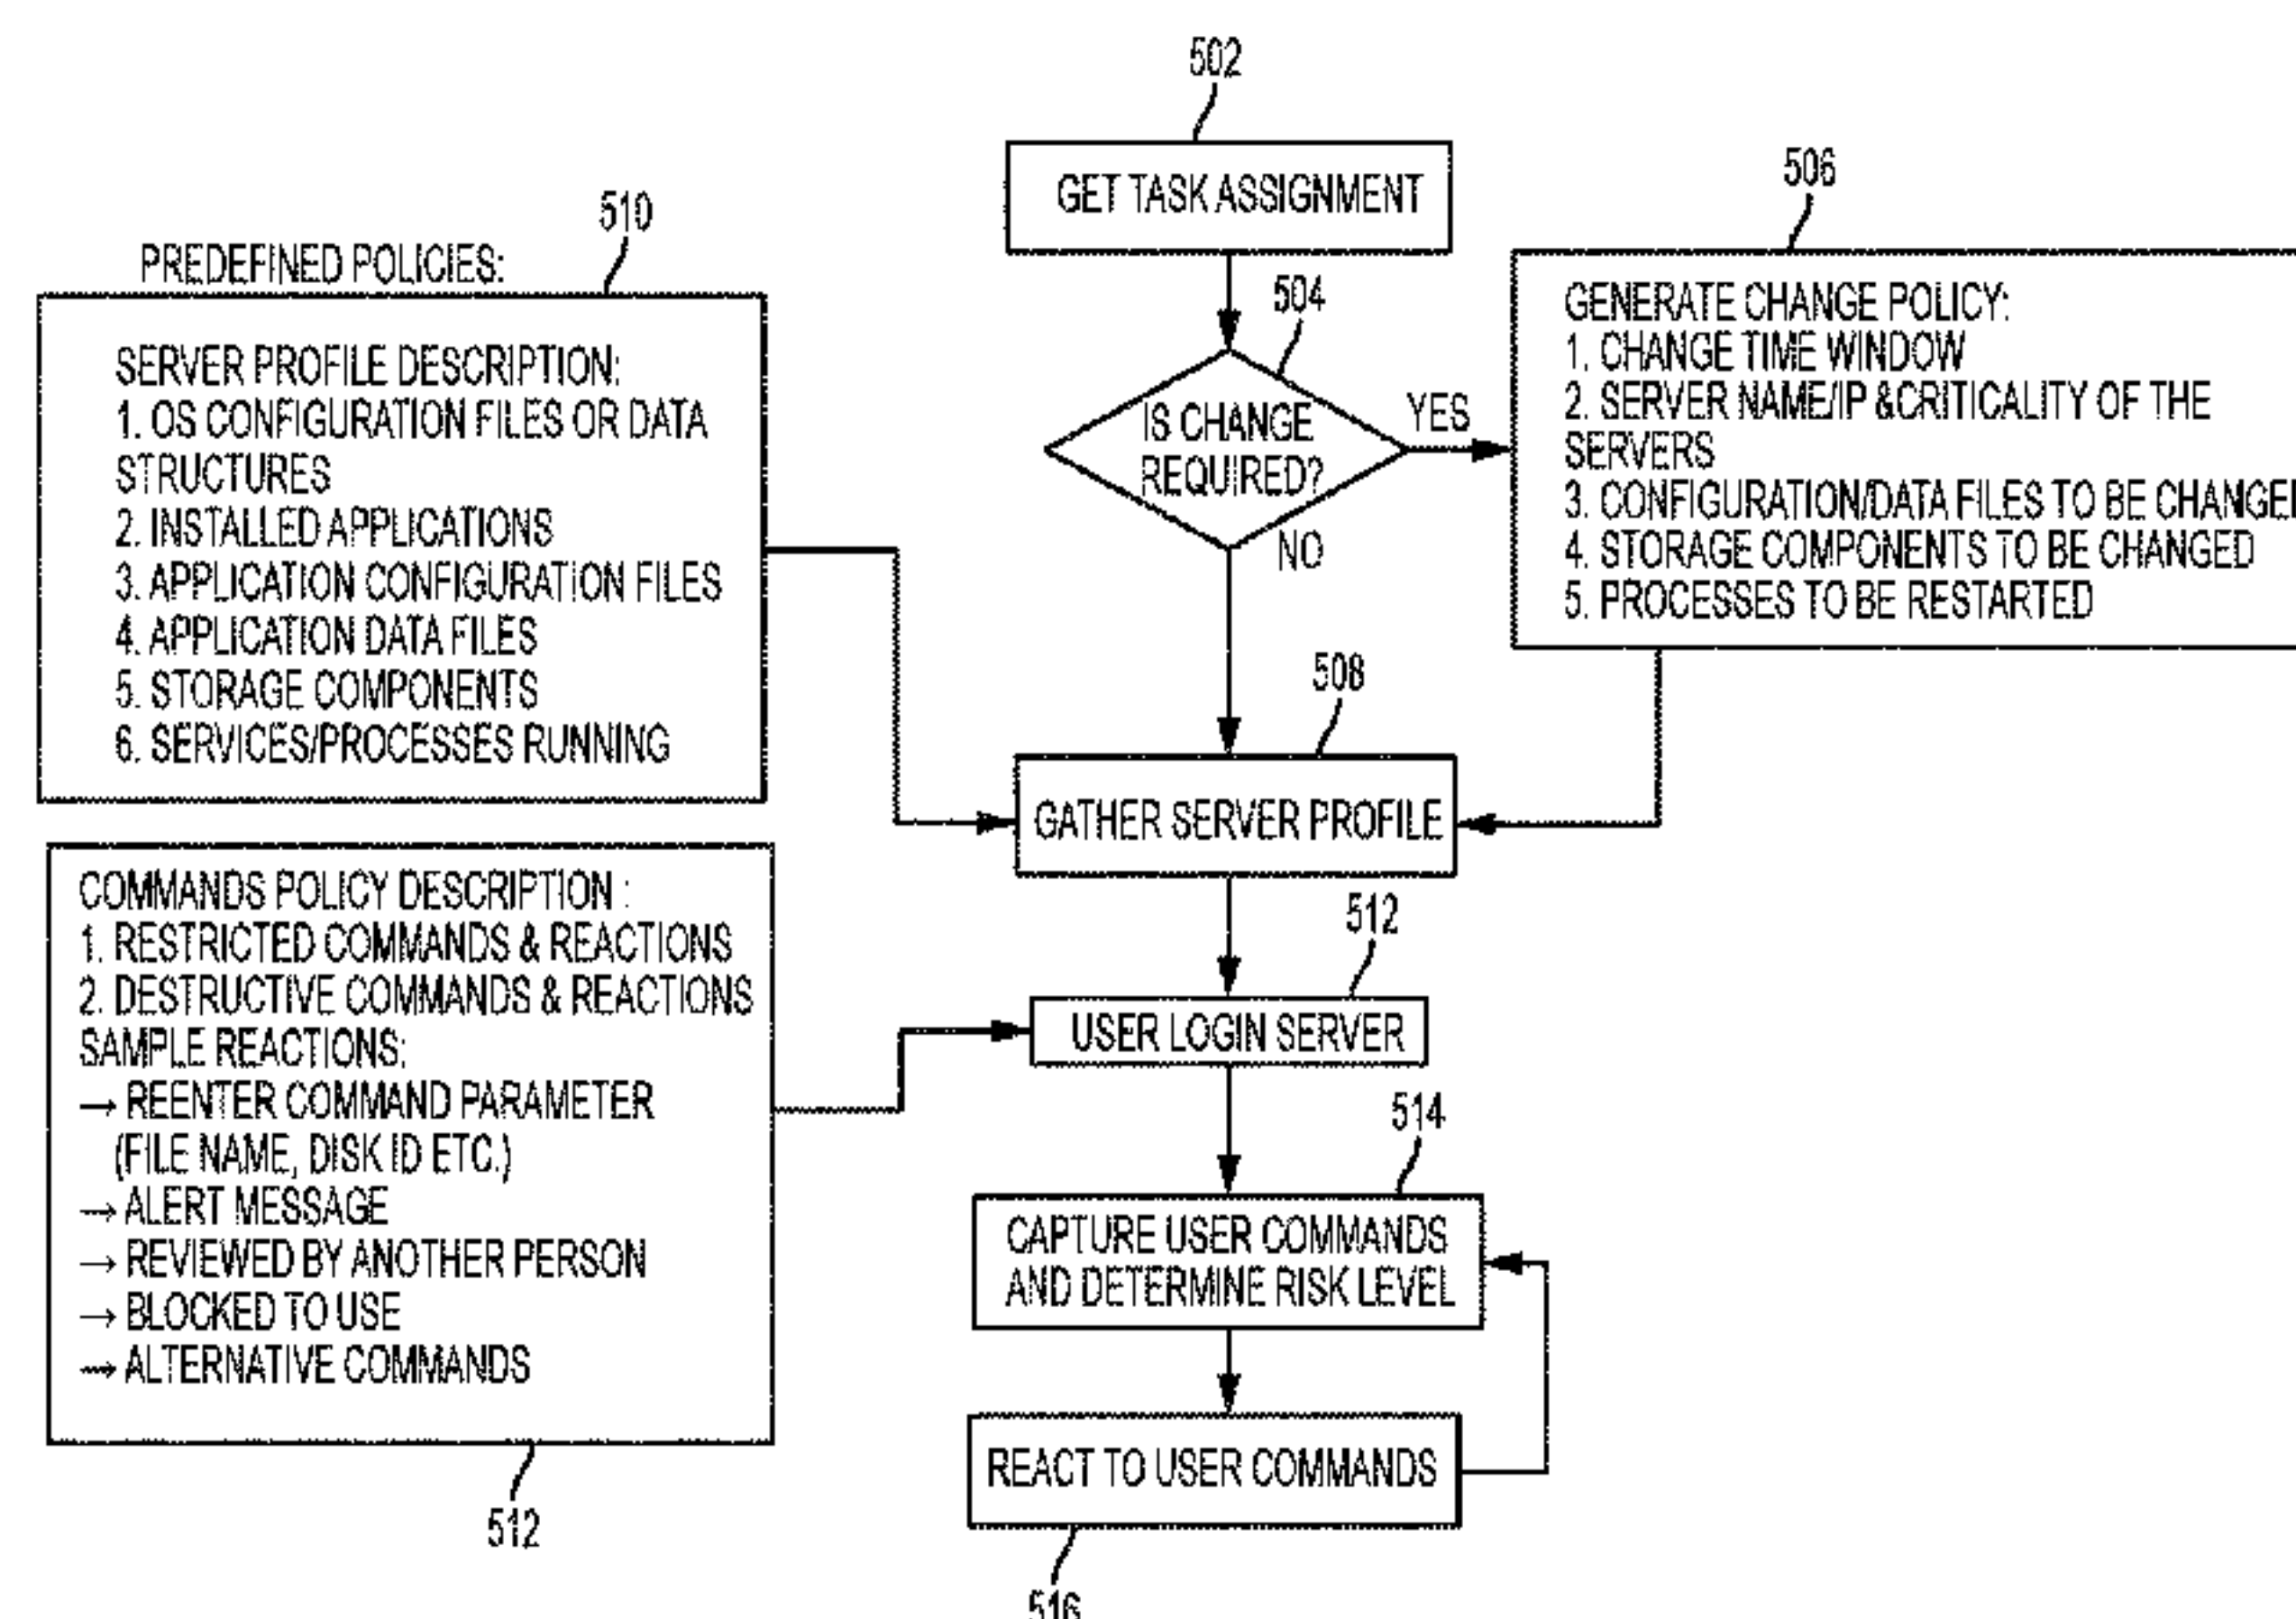 502
GET TASK ASSIGNMENT
504
IS CHANGE
REQUIRED?
YES
NO
506
GENERATE CHANGE POLICY:
1. CHANGE TIME WINDOW
2. SERVER NAME/IP &CRITICALITY OF THE
SERVERS
3. CONFIGURATION/DATA FILES TO BE
4. STORAGE COMPONENTS TO BE CHANGED
5. PROCESSES TO BE RESTARTED
510
PREDEFINED POLICIES:
SERVER PROFILE DESCRIPTION:
1. OS CONFIGURATION FILES OR DATA
STRUCTURES
2. INSTALLED APPLICATIONS
3. APPLICATION CONFIGURATION FILES
4. APPLICATION DATA FILES
5. STORAGE COMPONENTS
6. SERVICES/PROCESSES RUNNING
508
GATHER SERVER PROFILE
COMMANDS POLICY DESCRIPTION :
1. RESTRICTED COMMANDS & REACTIONS
2. DESTRUCTIVE COMMANDS & REACTIONS
SAMPLE REACTIONS:
→ REENTER COMMAND PARAMETER
(FILE NAME, DISK ID ETC.)
→ ALERT MESSAGE
→ REVIEWED BY ANOTHER PERSON
→ BLOCKED TO USE
→ ALTERNATIVE COMMANDS
512
512
USER LOGIN SERVER
514
CAPTURE USER COMMANDS
AND DETERMINE RISK LEVEL
REACT TO USER COMMANDS
516